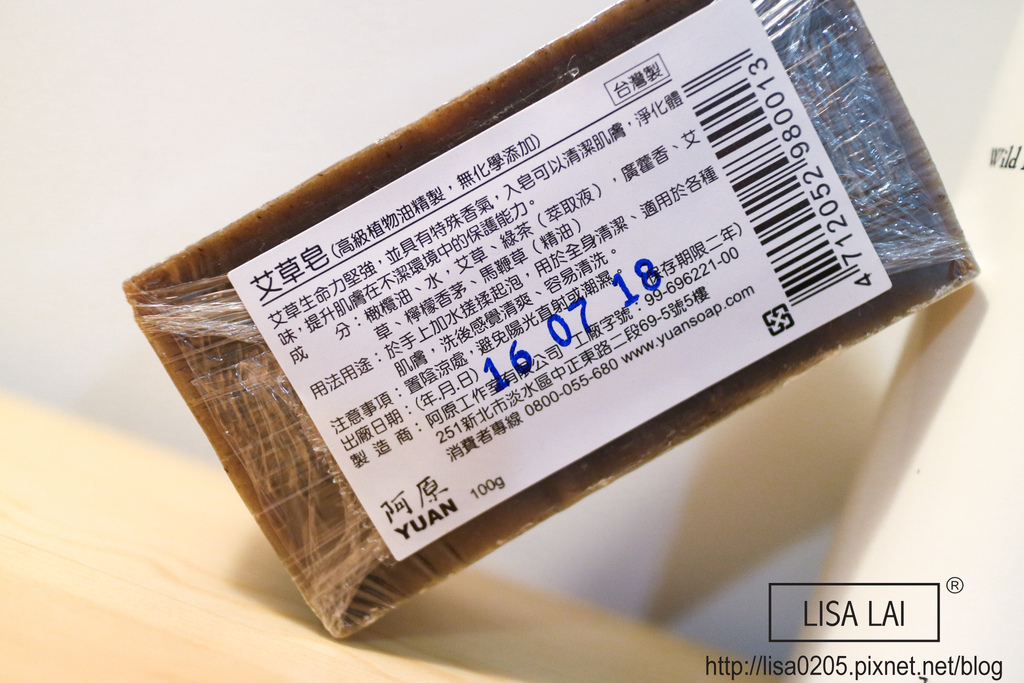 台灣製
艾草皂(高級植物油精製，無化學添加)
艾草生命力堅強，並具有特殊香氣，入皂可以清潔肌膚，淨化體
味，提升肌膚在不潔環境中的保護能力。
成 分：橄欖油、水、艾草、綠茶（萃取液），廣藿香、艾
草、檸檬香茅、馬鞭草（精油）
用法用途：於手上加水搓揉起泡，用於全身清潔、適用於各種
肌膚，洗後感覺清爽、容易清洗。
注意事項：置陰涼處，避免陽光直射或潮濕。
出廠日期：(年.月.日) 16 07 18 保存期限二年)
製 造 商：阿原工作室有限公司 工廠字號：99-696221-00
251新北市淡水區中正東路二段69-5號5樓
消費者專線 0800-055-680 www.yuansoap.com
阿原
YUAN 100g
4712052980013
Wild
LISA LAI ®
http://lisa0205.pixnet.net/blog